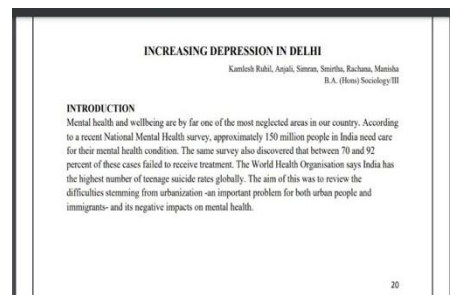 INCREASING DEPRESSION IN DELHI
Kamlesh Ruhil, Anjali, Simran, Smirtha, Rachana, Manisha
B.A. (Hons) Sociology/III
INTRODUCTION
Mental health and wellbeing are by far one of the most neglected areas in our country. According
to a recent National Mental Health survey, approximately 150 million people in India need care
for their mental health condition. The same survey also discovered that between 70 and 92
percent of these cases failed to receive treatment. The World Health Organisation says India has
the highest number of teenage suicide rates globally. The aim of this was to review the
difficulties stemming from urbanization -an important problem for both urban people and
immigrants- and its negative impacts on mental health.
20